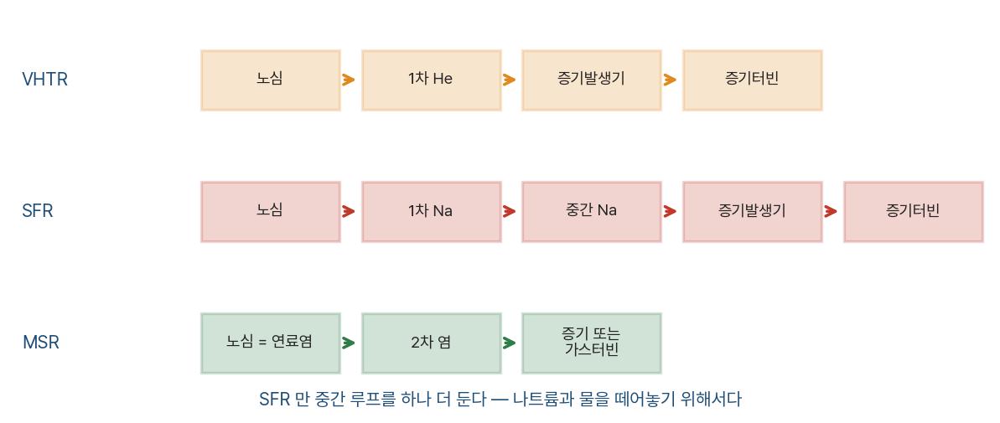 VHTR
노심
1차 He
증기발생기
증기터빈
SFR
노심
1차 Na
중간 Na
증기발생기
증기터빈
MSR
노심 = 연료염
2차 염
증기 또는
가스터빈
SFR 만 중간 루프를 하나 더 둔다 — 나트륨과 물을 떼어놓기 위해서다